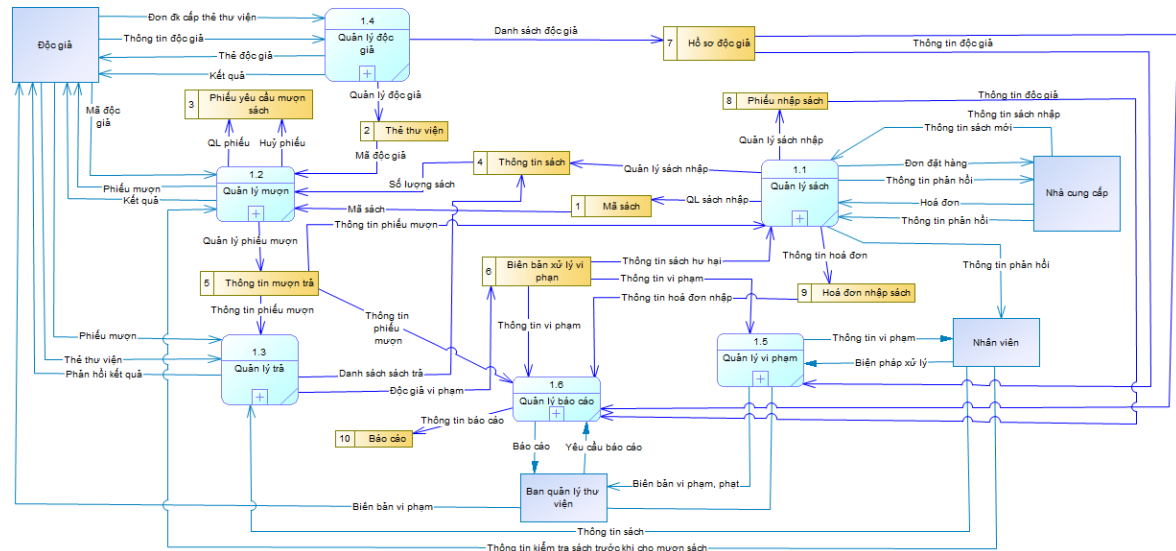 Đơn đk cấp thẻ thư viện
Độc giả
Thông tin độc giả
Thẻ độc giả
Kết quả
1.4
Quản lý độc
giả
Danh sách độc giả
7
Hồ sơ độc giả
Thông tin độc giả
Mã độc
giả
3
Phiếu yêu cầu mượn
sách
QL phiếu
Huỷ phiếu
Quản lý độc giả
2
Thẻ thư viện
Mã độc giả
8
Phiếu nhập sách
Thông tin độc giả
Thông tin sách nhập
Thông tin sách mới
Quản lý sách nhập
4
Thông tin sách
Quản lý sách nhập
Số lượng sách
1.2
Quản lý mượn
Phiếu mượn
Kết quả
1.1
Quản lý sách
Đơn đặt hàng
Thông tin phản hồi
Hoá đơn
Thông tin phản hồi
Nhà cung cấp
Mã sách
1
Mã sách
QL sách nhập
Thông tin phiếu mượn
Quản lý phiếu mượn
5
Thông tin mượn trả
Thông tin phiếu mượn
6
Biên bản xử lý vi
phạn
Thông tin sách hư hại
Thông tin vi phạm
Thông tin hoá đơn
Thông tin phản hồi
9
Hoá đơn nhập sách
Thông tin hoá đơn nhập
Thông tin
phiếu
mượn
Thông tin vi phạm
Phiếu mượn
Thẻ thư viện
Phản hồi kết quả
1.3
Quản lý trả
Danh sách sách trả
Độc giả vi phạm
1.5
Quản lý vi phạm
Thông tin vi phạm
Biện pháp xử lý
Nhân viên
1.6
Quản lý báo cáo
Thông tin báo cáo
10
Báo cáo
Báo cáo
Yêu cầu báo cáo
Ban quản lý thư
viện
Biên bản vi phạm, phạt
Biên bản vi phạm
Thông tin sách
Thông tin kiểm tra sách trước khi cho mượn sách